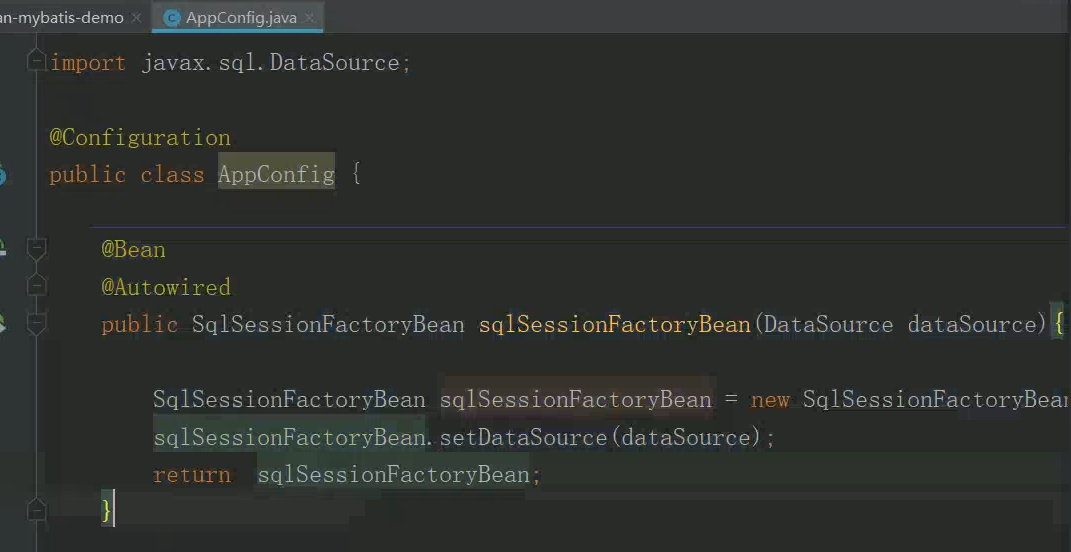 an-mybatis-demo
AppConfig.java
import javax.sql.DataSource;
@Configuration
public class AppConfig {
@Bean
@Autowired
public SqlSessionFactoryBean sqlSessionFactoryBean(DataSource dataSource){
SqlSessionFactoryBean sqlSessionFactoryBean = new SqlSessionFactoryBean
sqlSessionFactoryBean.setDataSource(dataSource);
return sqlSessionFactoryBean;
}